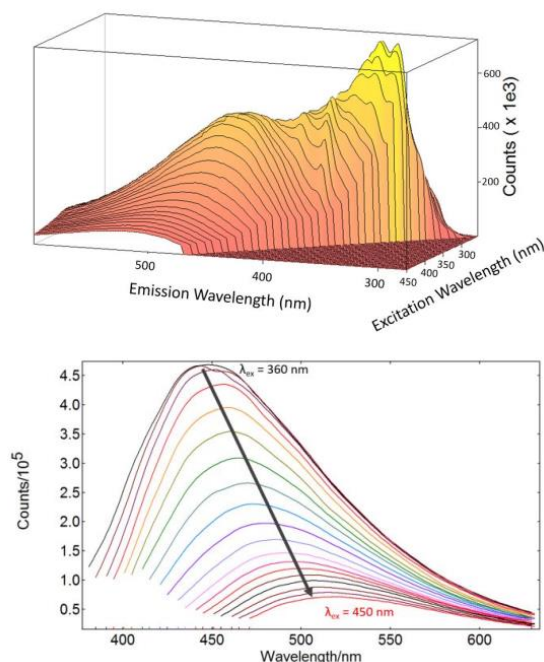 600
400
200
Counts ( x 1e3)
500
400
300
Emission Wavelength (nm)
450
400
350
300
Excitation Wavelength (nm)
λex = 360 nm
4.5
4.0
3.5
3.0
2.5
2.0
1.5
1.0
0.5
Counts/10⁵
λex = 450 nm
400 450 500 550 600
Wavelength/nm